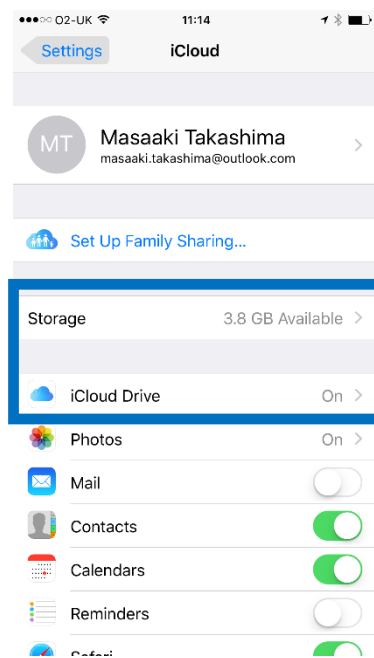 O2-UK 11:14
Settings iCloud
MT
Masaaki Takashima
masaaki.takashima@outlook.com
Set Up Family Sharing...
Storage 3.8 GB Available
iCloud Drive On
Photos On
Mail
Contacts
Calendars
Reminders
Safari